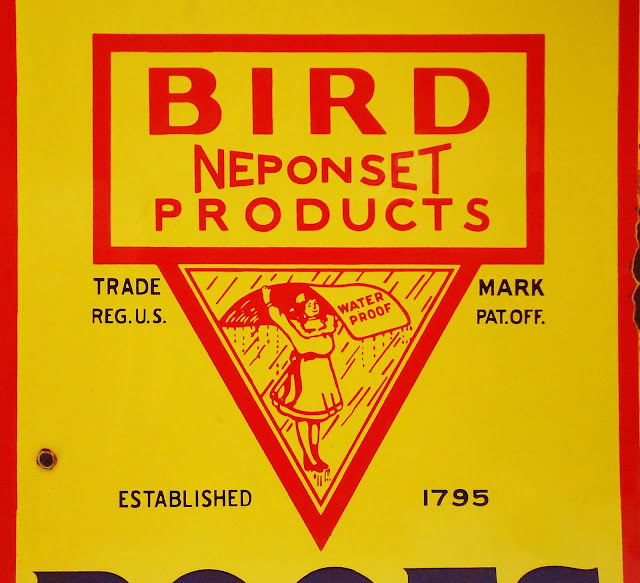 BIRD
NEPONSET
PRODUCTS
TRADE MARK
REG.U.S. PAT.OFF.
WATER
PROOF
ESTABLISHED 1795